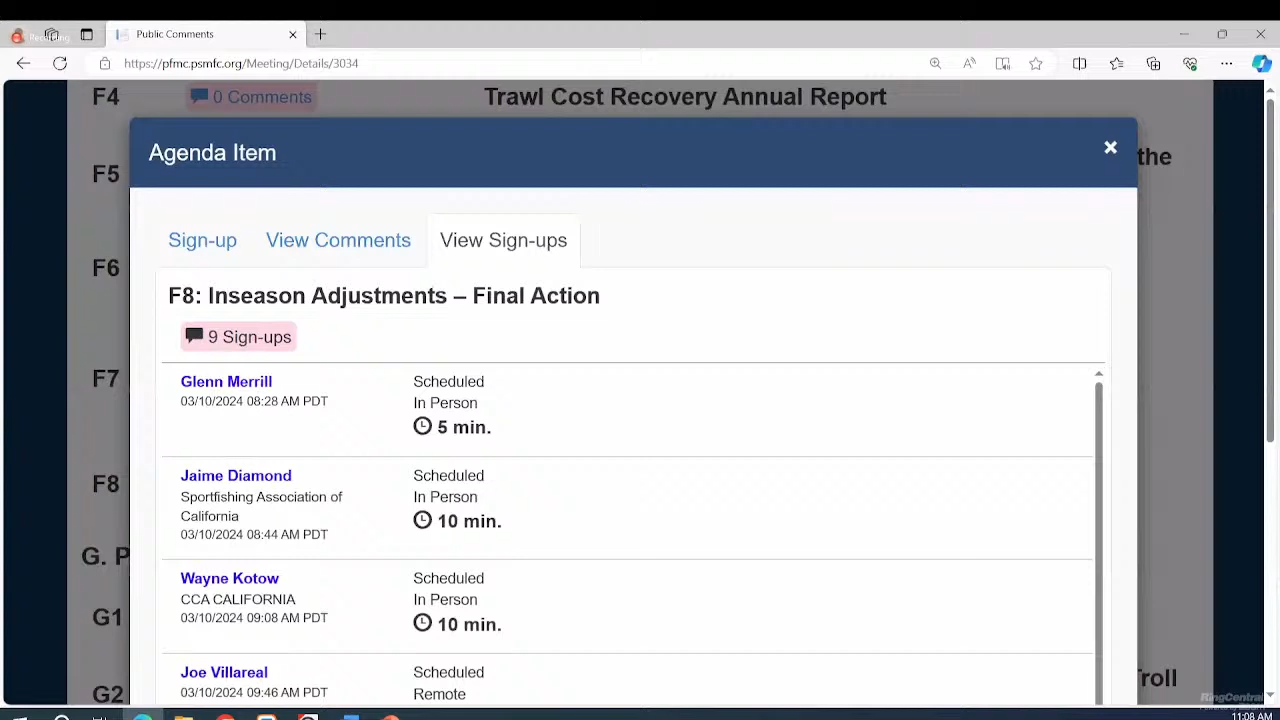 Public Comments
https://pfmc.psmfc.org/Meeting/Details/3034
F4
0 Comments
Trawl Cost Recovery Annual Report
Agenda Item
F5
the
Sign-up
View Comments
View Sign-ups
F6
F8: Inseason Adjustments – Final Action
9 Sign-ups
F7
Glenn Merrill
Scheduled
03/10/2024 08:28 AM PDT
In Person
5 min.
F8
Jaime Diamond
Scheduled
Sportfishing Association of
In Person
California
10 min.
03/10/2024 08:44 AM PDT
G. P
Wayne Kotow
Scheduled
CCA CALIFORNIA
In Person
03/10/2024 09:08 AM PDT
10 min.
G1
Joe Villareal
Scheduled
03/10/2024 09:46 AM PDT
Remote
G2
Troll
RingCentral
11:08 AM